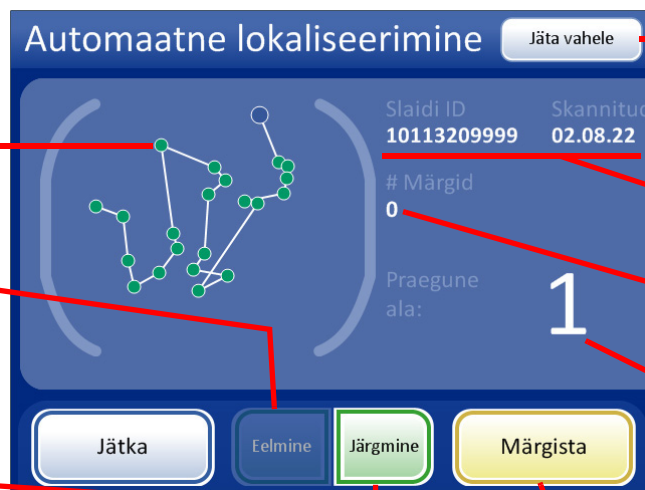 Automaatne lokaliseerimine
Jäta vahele
Slaidi ID
Skannitud
10113209999
02.08.22
# Märgid
0
Praegune
ala:
1
Jätka
Eelmine
Järgmine
Märgista